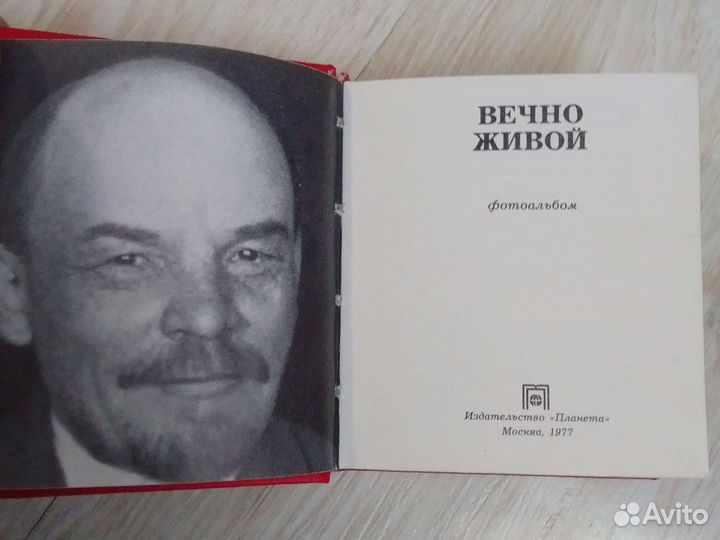 ВЕЧНО
ЖИВОЙ
фотоальбом
Издательство «Планета»
Москва, 1977
Avito